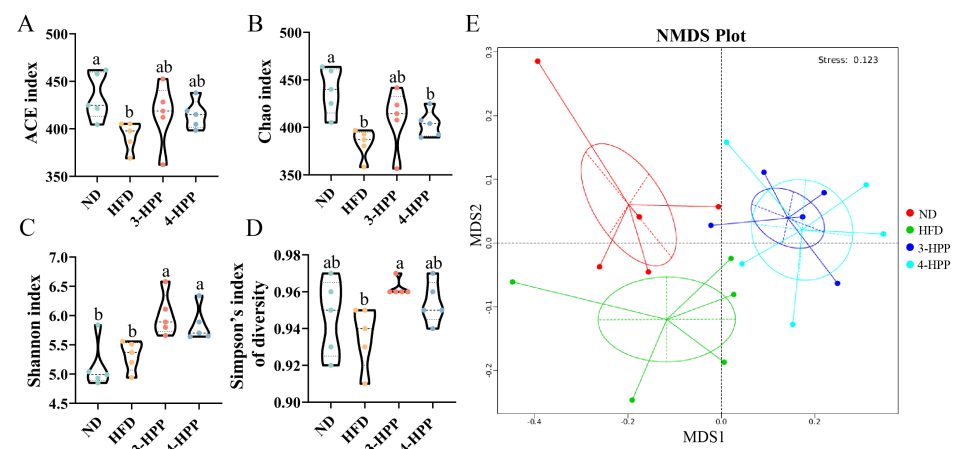 A
ACE index
500
450
400
350
a
b
ab
ab
ND
HFD
3-HPP
4-HPP
B
Chao index
500
450
400
350
a
b
ab
b
ND
HFD
3-HPP
4-HPP
C
Shannon index
7.0
6.5
6.0
5.5
5.0
4.5
b
b
a
a
ND
HFD
3-HPP
4-HPP
D
Simpson's index
of diversity
0.98
0.96
0.94
0.92
0.90
ab
b
a
ab
ND
HFD
3-HPP
4-HPP
E
NMDS Plot
Stress: 0.123
MDS2
0.3
0.2
0.1
0.0
-0.1
-0.2
-0.4
-0.2
0.0
0.2
MDS1
ND
HFD
3-HPP
4-HPP